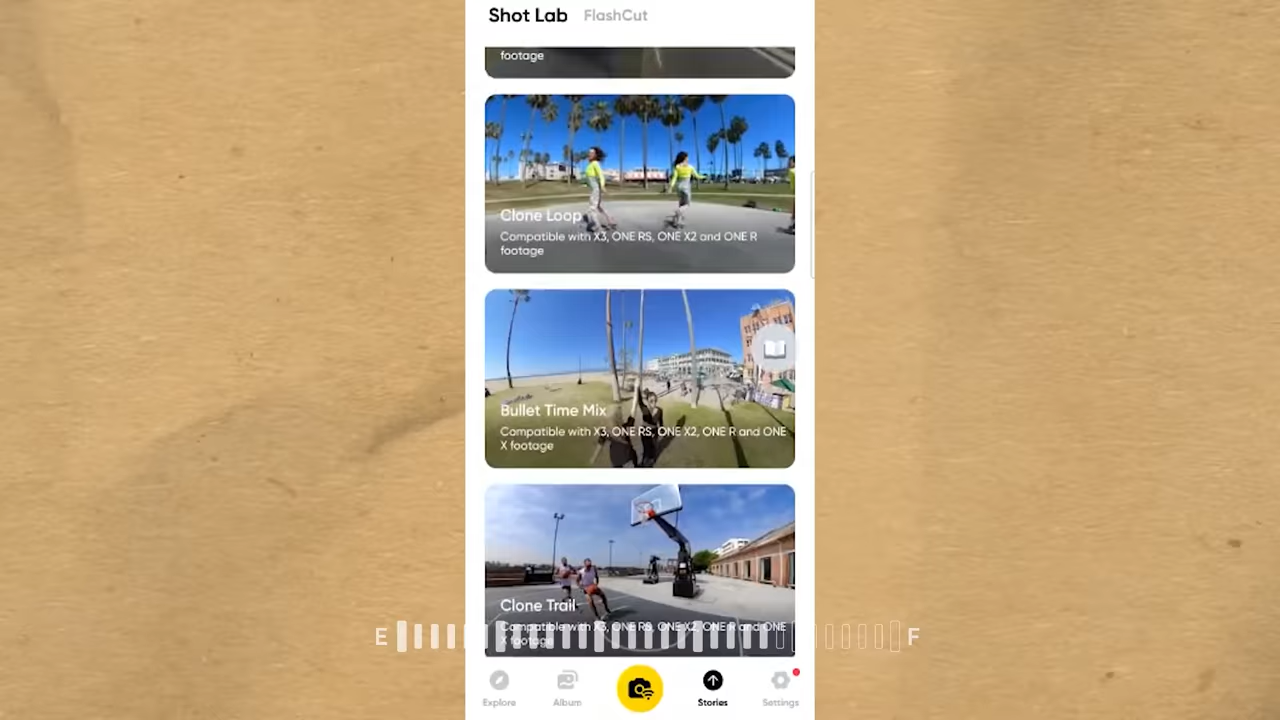 Shot Lab FlashCut
footage
Clone Loop
Compatible with X3, ONE RS, ONE X2 and ONE R
footage
Bullet Time Mix
Compatible with X3, ONE RS, ONE X2, ONE R and ONE
X footage
Clone Trail
Compatible with X3, ONE RS, ONE X2, ONE R and ONE
X footage
E F
Explore Album Stories Settings